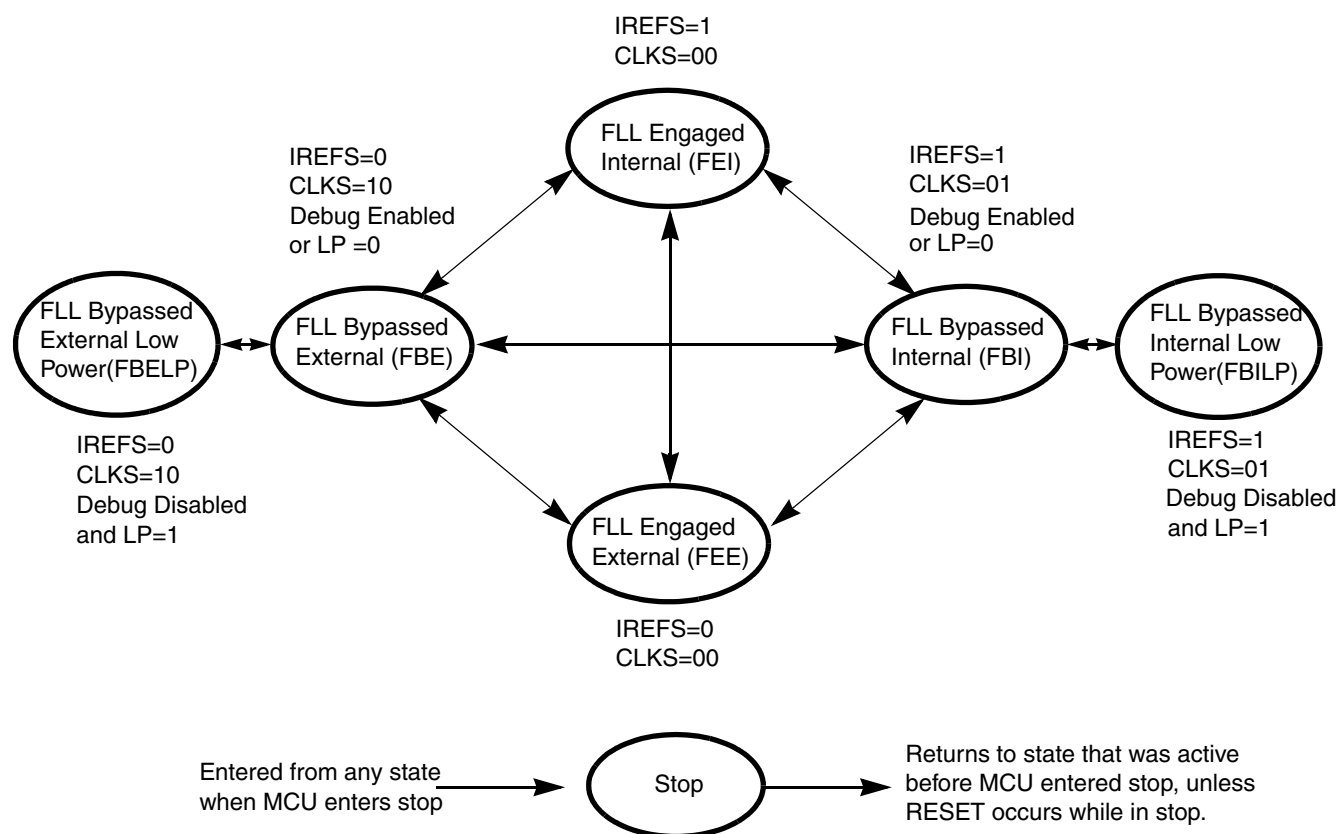 IREFS=1
CLKS=00
FLL Engaged
Internal (FEI)
IREFS=0
CLKS=10
Debug Enabled
or LP =0
IREFS=1
CLKS=01
Debug Enabled
or LP=0
FLL Bypassed
External Low
Power(FBELP)
FLL Bypassed
External (FBE)
FLL Bypassed
Internal (FBI)
FLL Bypassed
Internal Low
Power(FBILP)
IREFS=0
CLKS=10
Debug Disabled
and LP=1
IREFS=1
CLKS=01
Debug Disabled
and LP=1
FLL Engaged
External (FEE)
IREFS=0
CLKS=00
Entered from any state
when MCU enters stop
Stop
Returns to state that was active
before MCU entered stop, unless
RESET occurs while in stop.